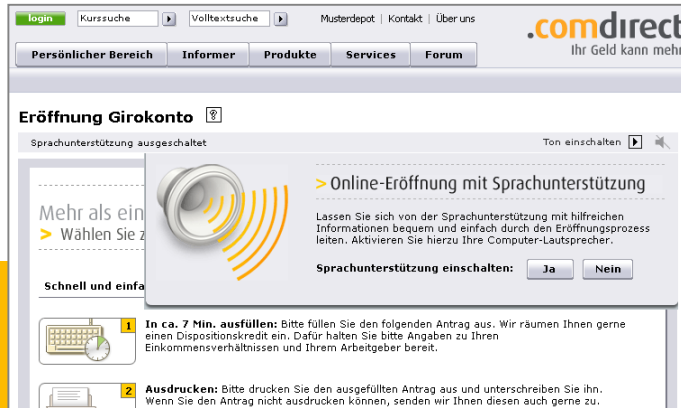 login Kurssuche Volltextsuche Musterdepot | Kontakt | Über uns
.comdirect
Ihr Geld kann mehr
Persönlicher Bereich Informer Produkte Services Forum
Eröffnung Girokonto ?
Sprachunterstützung ausgeschaltet Ton einschalten
> Online-Eröffnung mit Sprachunterstützung
Mehr als ein
> Wählen Sie z
Lassen Sie sich von der Sprachunterstützung mit hilfreichen
Informationen bequem und einfach durch den Eröffnungsprozess
leiten. Aktivieren Sie hierzu Ihre Computer-Lautsprecher.
Sprachunterstützung einschalten: Ja Nein
Schnell und einfa
1 In ca. 7 Min. ausfüllen: Bitte füllen Sie den folgenden Antrag aus. Wir räumen Ihnen gerne
einen Dispositionskredit ein. Dafür halten Sie bitte Angaben zu Ihren
Einkommensverhältnissen und Ihrem Arbeitgeber bereit.
2 Ausdrucken: Bitte drucken Sie den ausgefüllten Antrag aus und unterschreiben Sie ihn.
Wenn Sie den Antrag nicht ausdrucken können, senden wir Ihnen diesen auch gerne zu.